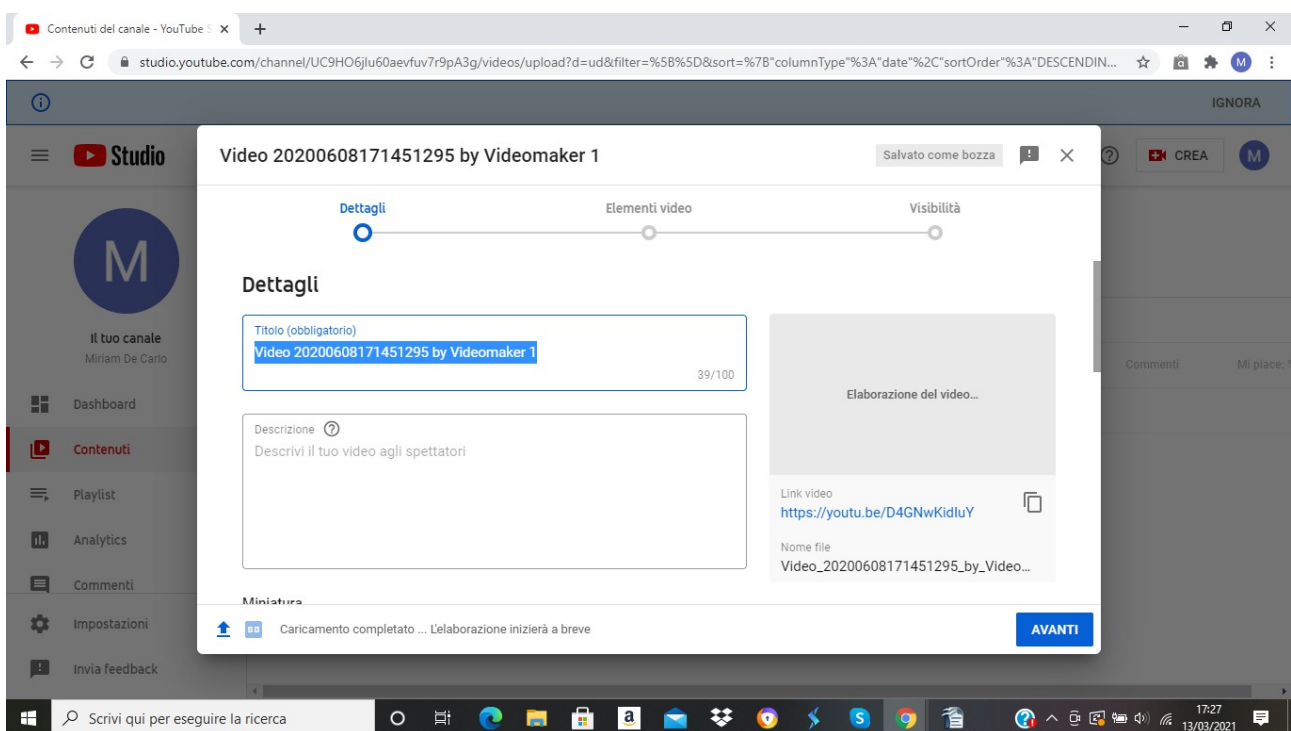 Contenuti del canale - YouTube S
studio.youtube.com/channel/UC9HO6jlu60aevfuv7r9pA3g/videos/upload?d=ud&filter=%5B%5D&sort=%7B"columnType"%3A"date"%2C"sortOrder"%3A"DESCENDIN... M
IGNORA
Studio
Video 20200608171451295 by Videomaker 1
Salvato come bozza
CREA
M
Dettagli
Elementi video
Visibilità
M
Dettagli
Il tuo canale
Miriam De Carlo
Titolo (obbligatorio)
Video 20200608171451295 by Videomaker 1
39/100
Elaborazione del video...
Commenti
Mi piace:
Dashboard
Contenuti
Playlist
Analytics
Commenti
Impostazioni
Invia feedback
Descrizione
Descrivi il tuo video agli spettatori
Link video
https://youtu.be/D4GNwKidIuY
Nome file
Video_20200608171451295_by_Video...
Miniatura
Caricamento completato ... L'elaborazione inizierà a breve
AVANTI
Scrivi qui per eseguire la ricerca
17:27
13/03/2021